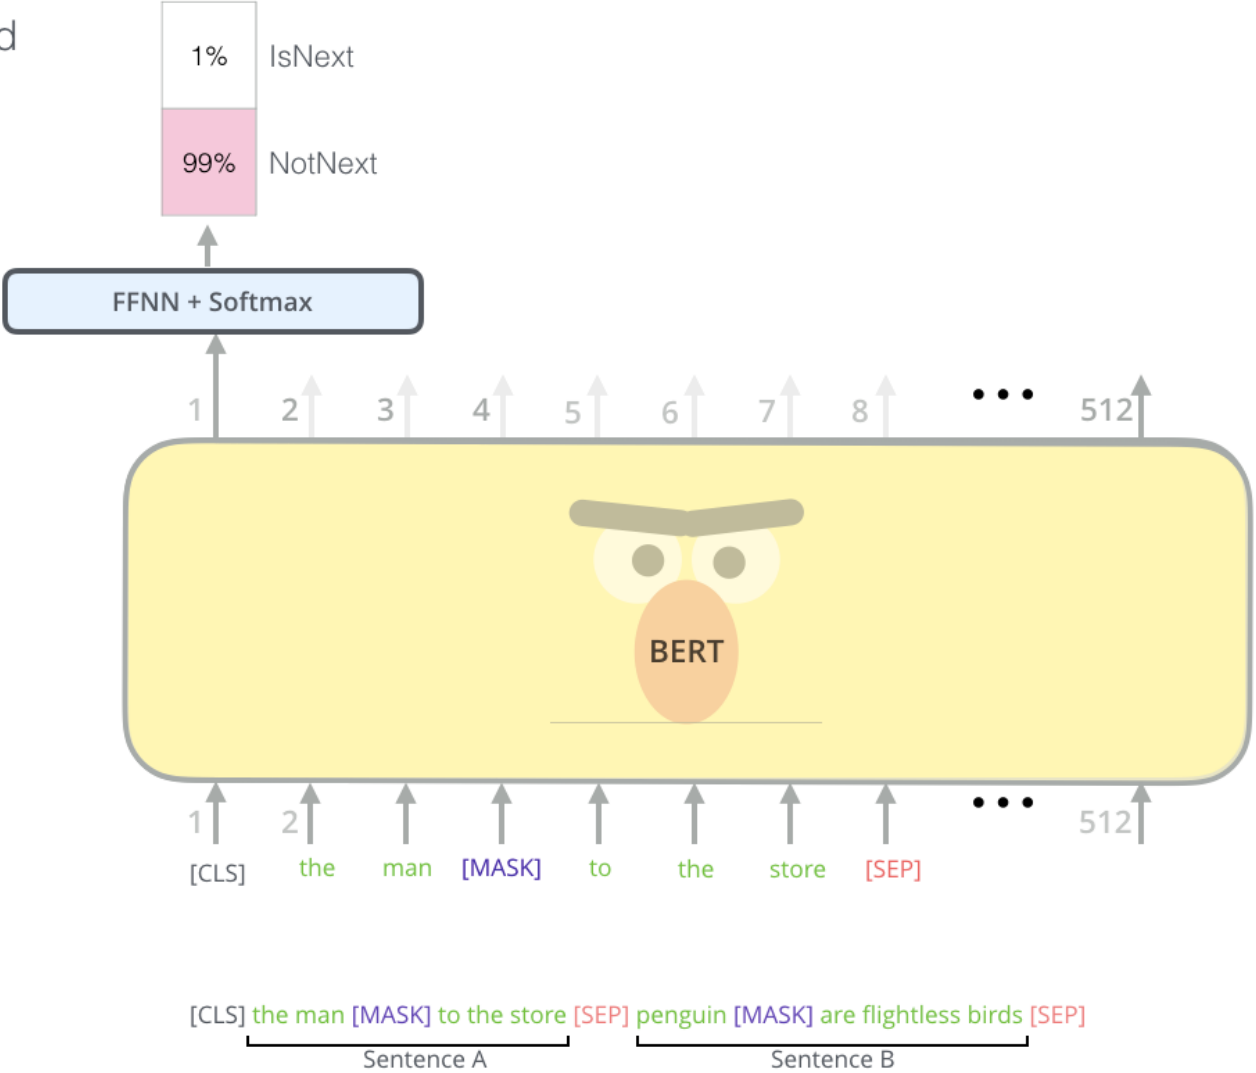 d
1% IsNext
99% NotNext
FFNN + Softmax
1 2 3 4 5 6 7 8 ••• 512
BERT
1 2 ••• 512
[CLS] the man [MASK] to the store [SEP]
[CLS] the man [MASK] to the store [SEP] penguin [MASK] are flightless birds [SEP]
Sentence A Sentence B